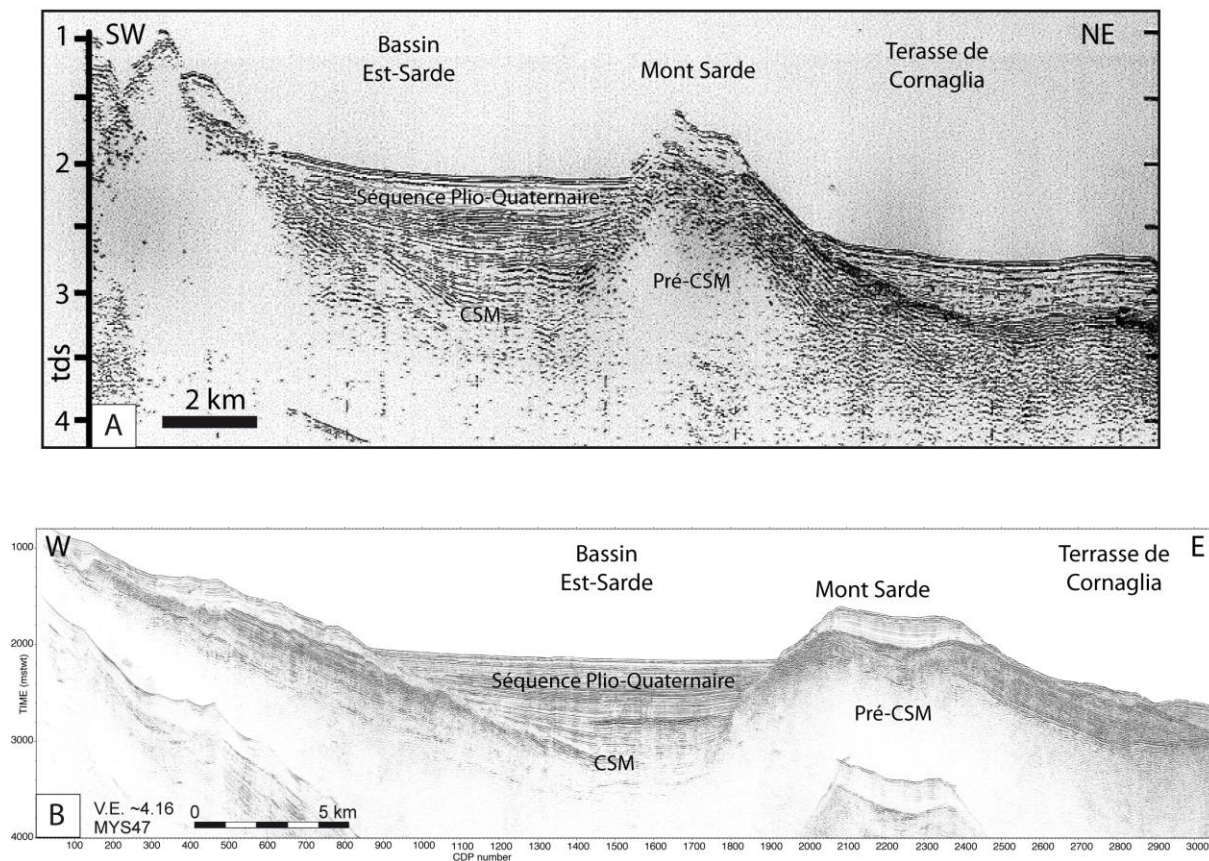 SW
Bassin
Est-Sarde
Mont Sarde
Terasse de
Cornaglia
NE
1
2
3
4
tds
Séquence Plio-Quaternaire
CSM
Pré-CSM
2 km
A
W
Bassin
Est-Sarde
Mont Sarde
Terrasse de
Cornaglia
E
1000
2000
3000
4000
TIME (mstwt)
Séquence Plio-Quaternaire
CSM
Pré-CSM
B
V.E. ~4.16
MYS47
0 5 km
100 200 300 400 500 600 700 800 900 1000 1100 1200 1300 1400 1500 1600 1700 1800 1900 2000 2100 2200 2300 2400 2500 2600 2700 2800 2900 3000
CDP number